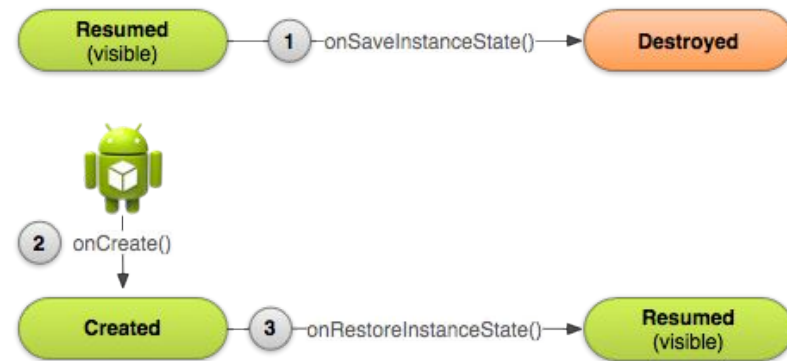 Resumed
(visible)
1
onSaveInstanceState()
Destroyed
2
onCreate()
Created
3
onRestoreInstanceState()
Resumed
(visible)